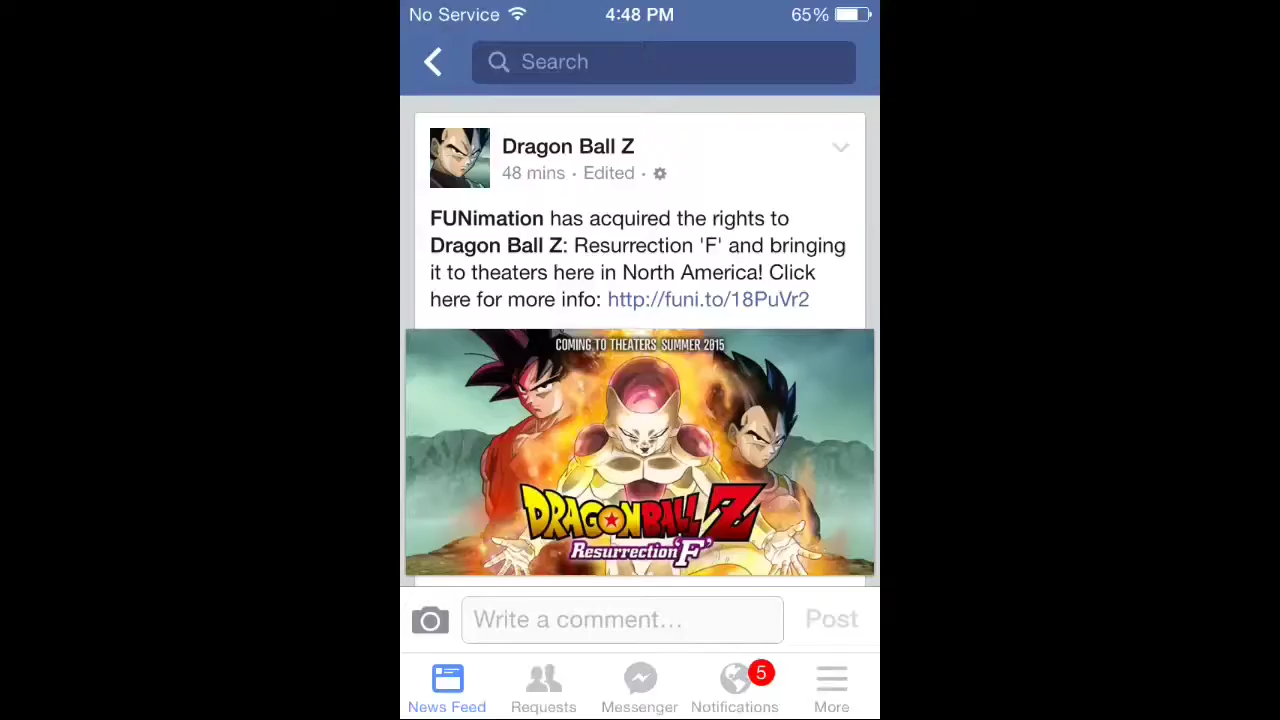 No Service 4:48 PM 65%
Search
Dragon Ball Z
48 mins · Edited ·
FUNimation has acquired the rights to
Dragon Ball Z: Resurrection 'F' and bringing
it to theaters here in North America! Click
here for more info: http://funi.to/18PuVr2
COMING TO THEATERS SUMMER 2015
DRAGON BALL Z
Resurrection 'F'
Write a comment... Post
5
News Feed Requests Messenger Notifications More